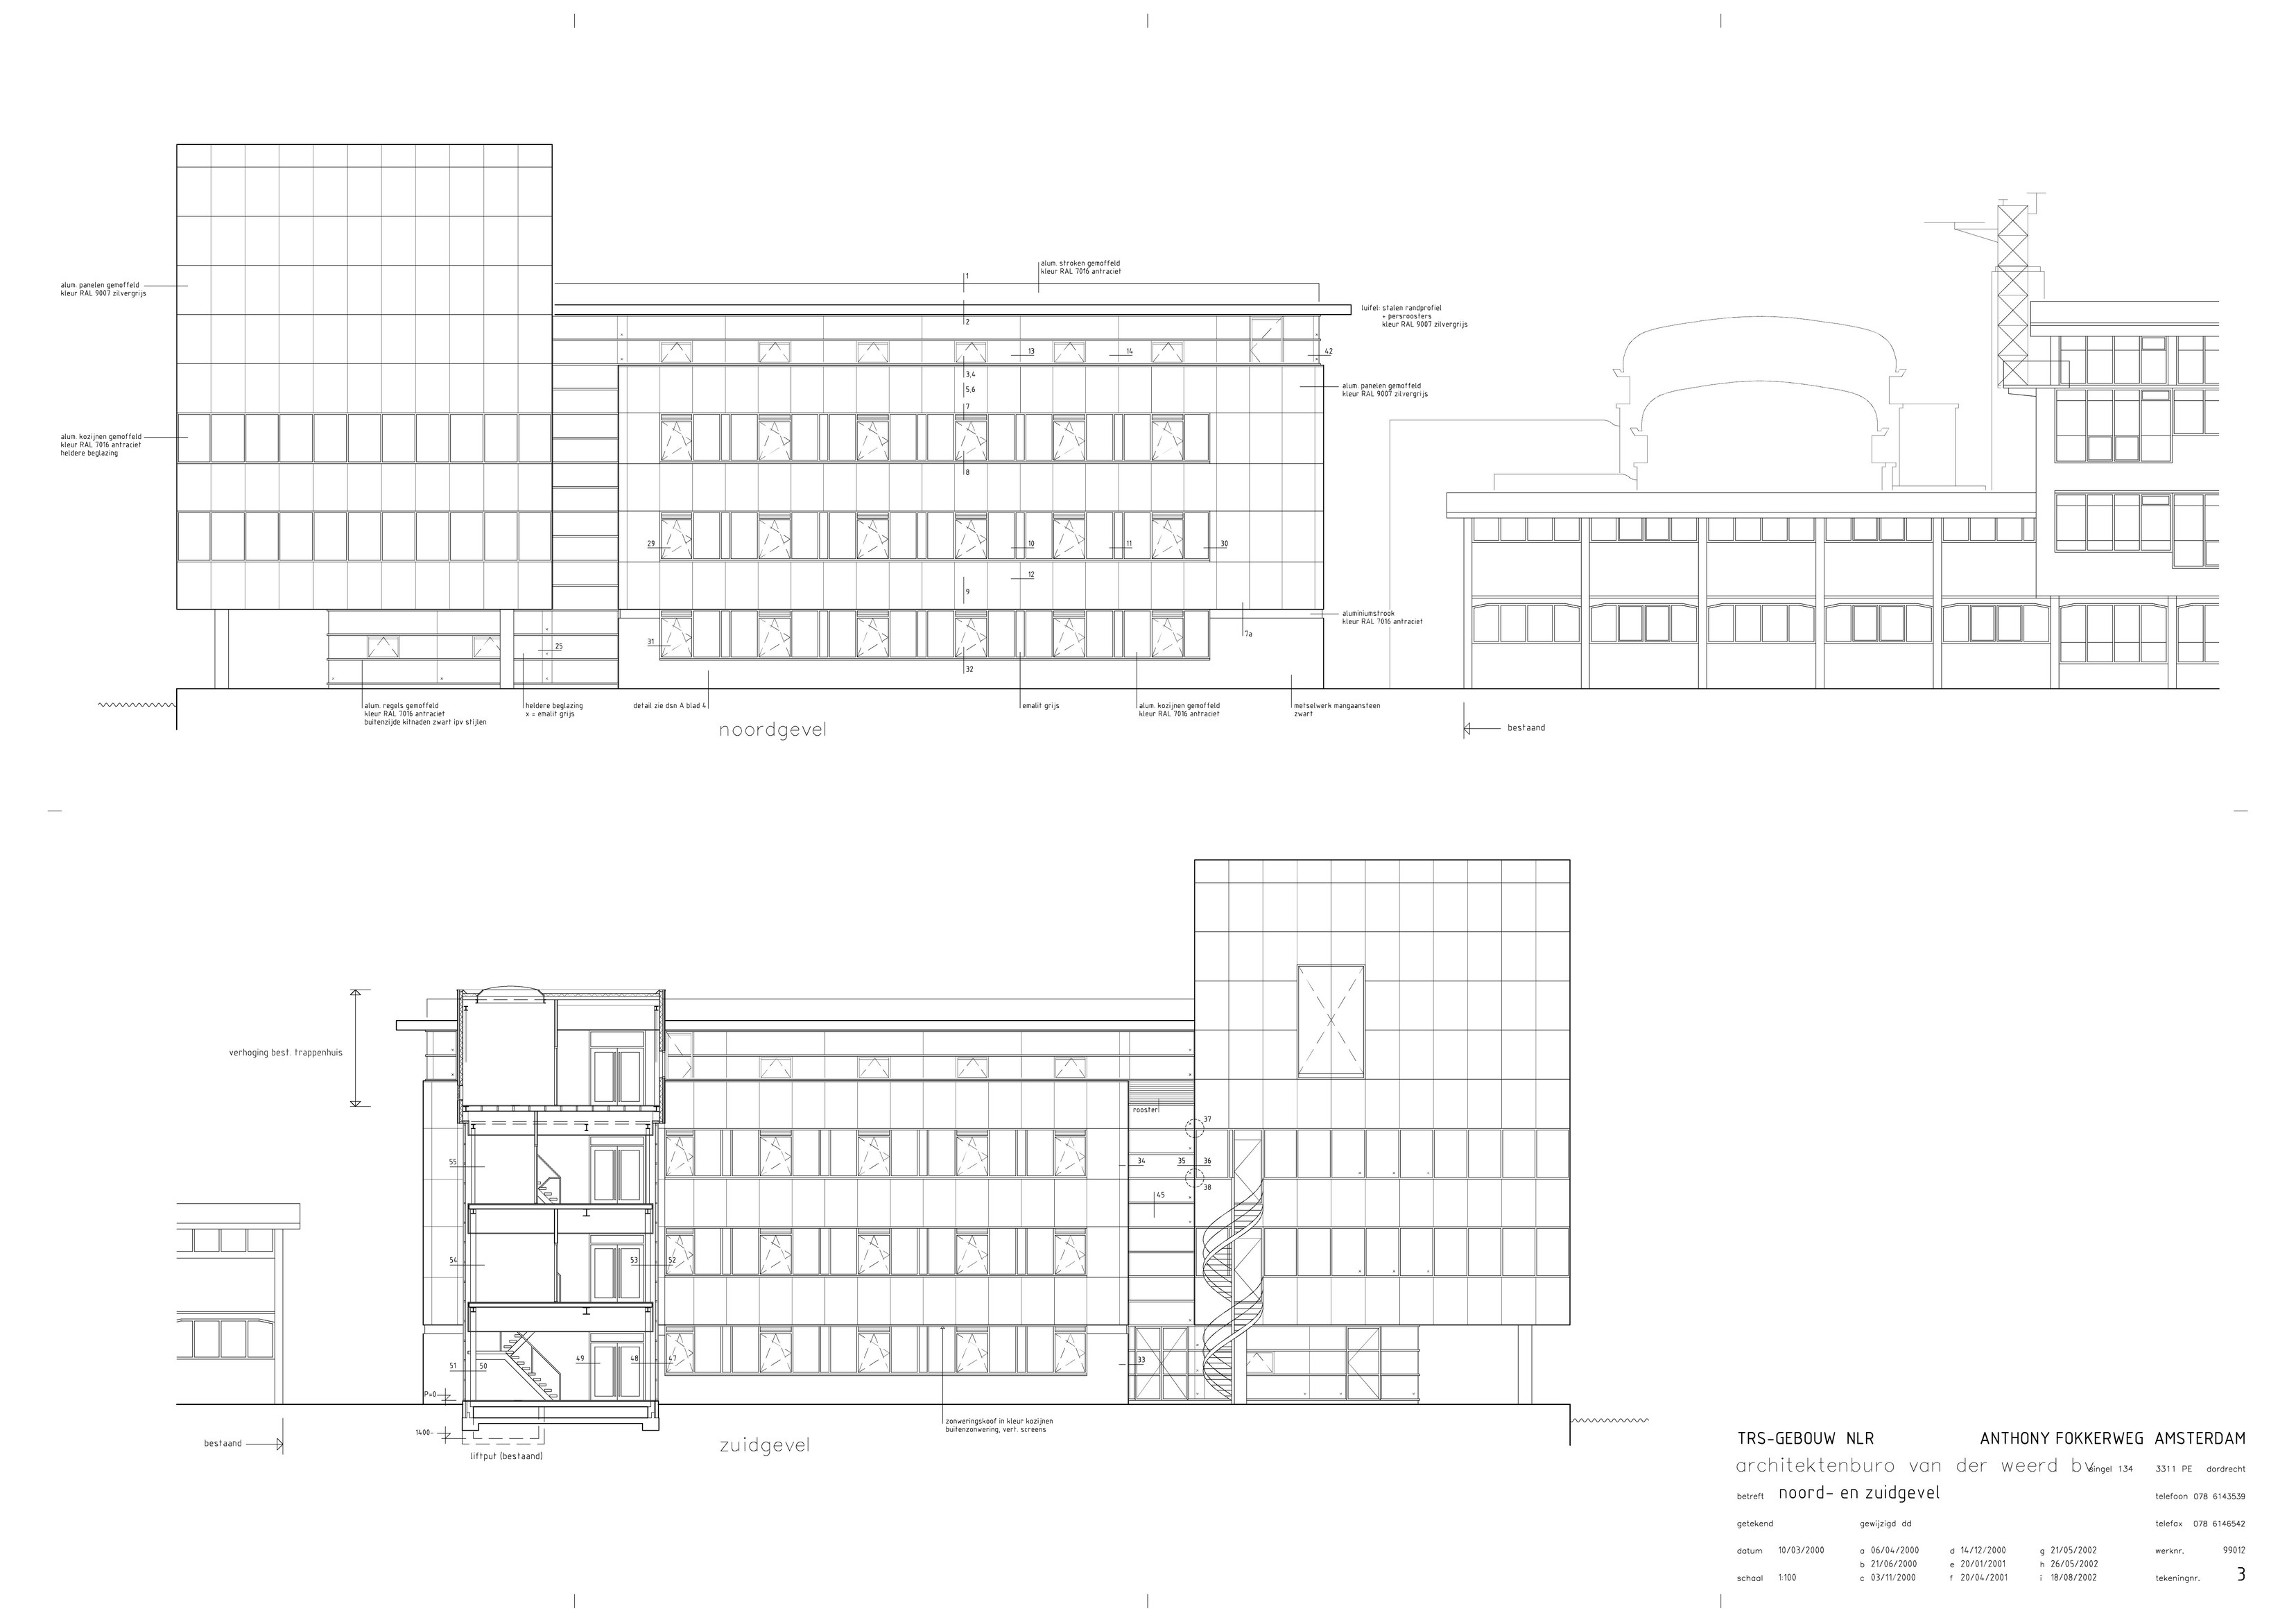 alum. stroken gemoffeld
kleur RAL 7016 antraciet
1
alum. panelen gemoffeld
kleur RAL 9007 zilvergrijs
luifel: stalen randprofiel
+ persroosters
kleur RAL 9007 zilvergrijs
2
13
14
42
3,4
5,6
alum. panelen gemoffeld
kleur RAL 9007 zilvergrijs
7
alum. kozijnen gemoffeld
kleur RAL 7016 antraciet
heldere beglazing
8
29
10
11
30
12
9
aluminiumstrook
kleur RAL 7016 antraciet
7a
31
25
32
alum. regels gemoffeld
kleur RAL 7016 antraciet
buitenzijde kitnaden zwart ipv stijlen
heldere beglazing
x = emalit grijs
detail zie dsn A blad 4
emalit grijs
alum. kozijnen gemoffeld
kleur RAL 7016 antraciet
metselwerk mangaansteen
zwart
noordgevel
bestaand
verhoging best. trappenhuis
rooster
37
55
34
35
36
38
45
54
53
52
51
50
49
48
47
33
P=0
1400-
zonweringskoof in kleur kozijnen
buitenzonwering, vert. screens
bestaand
liftput (bestaand)
zuidgevel
TRS-GEBOUW NLR ANTHONY FOKKERWEG AMSTERDAM
architektenburo van der weerd bv singel 134 3311 PE dordrecht
betreft noord- en zuidgevel telefoon 078 6143539
getekend gewijzigd dd telefax 078 6146542
datum 10/03/2000 a 06/04/2000 d 14/12/2000 g 21/05/2002 werknr. 99012
b 21/06/2000 e 20/01/2001 h 26/05/2002
schaal 1:100 c 03/11/2000 f 20/04/2001 i 18/08/2002 tekeningnr. 3